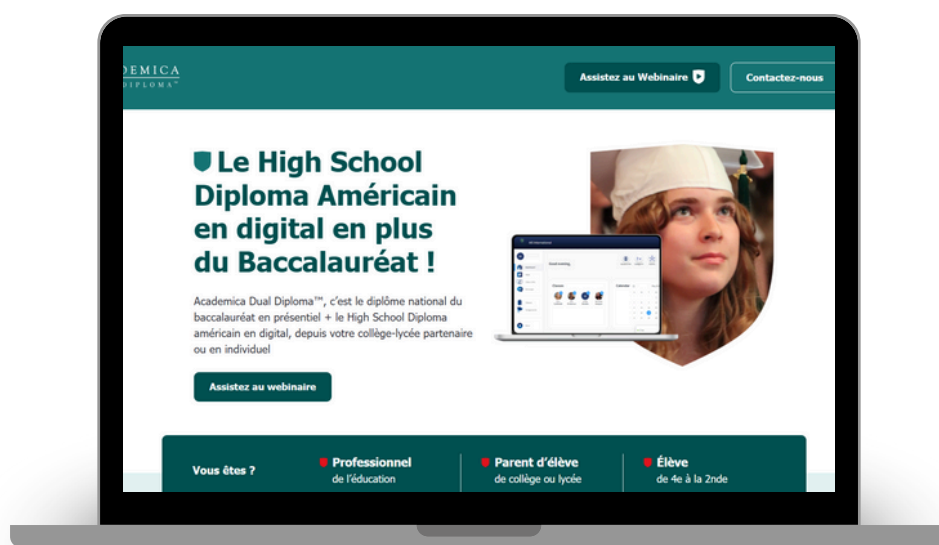 DEMICA
DIPLOMA™
Assistez au Webinaire
Contactez-nous
Le High School
Diploma Américain
en digital en plus
du Baccalauréat !
Academica Dual Diploma™, c'est le diplôme national du
baccalauréat en présentiel + le High School Diploma
américain en digital, depuis votre collège-lycée partenaire
ou en individuel
Assistez au webinaire
Vous êtes ?
Professionnel
de l'éducation
Parent d'élève
de collège ou lycée
Élève
de 4e à la 2nde